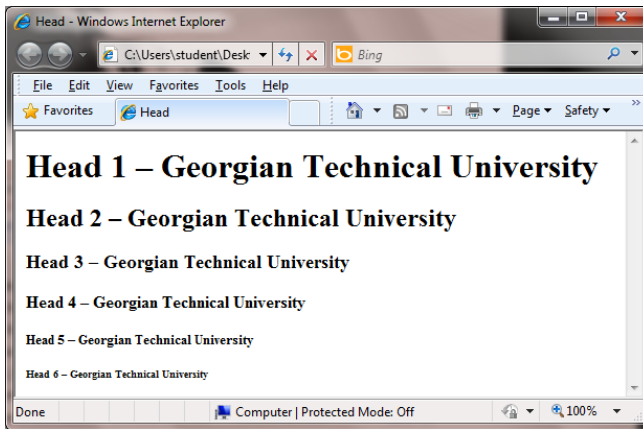 Head - Windows Internet Explorer
C:\Users\student\Desk Bing
File Edit View Favorites Tools Help
Favorites Head Page Safety »
Head 1 – Georgian Technical University
Head 2 – Georgian Technical University
Head 3 – Georgian Technical University
Head 4 – Georgian Technical University
Head 5 – Georgian Technical University
Head 6 – Georgian Technical University
Done Computer | Protected Mode: Off 100%